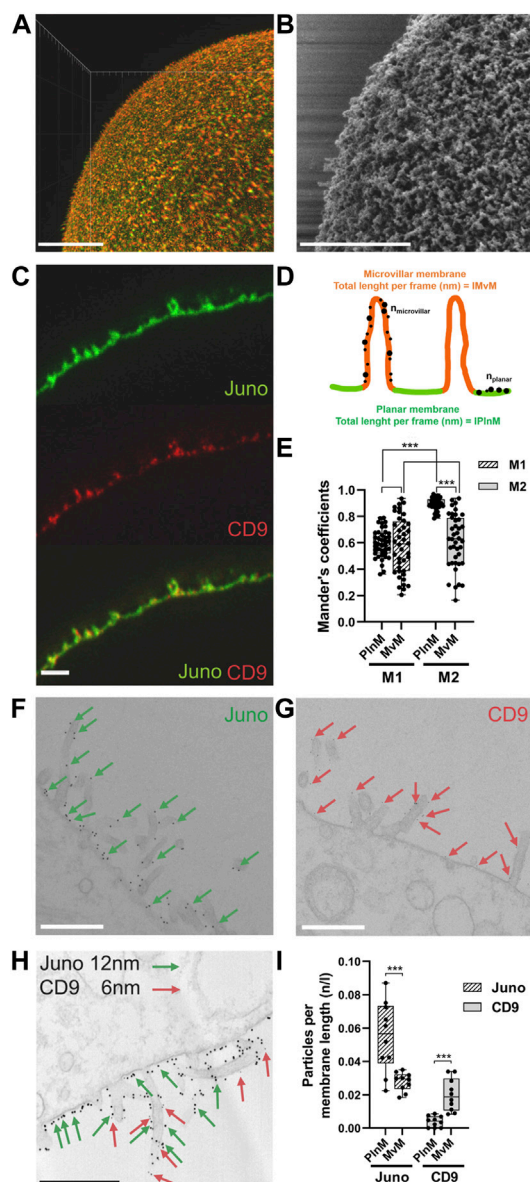 A
B
C
Juno
CD9
Juno CD9
D
Microvillar membrane
Total lenght per frame (nm) = lMvM
nmicrovillar
nplanar
Planar membrane
Total lenght per frame (nm) = lPlnM
E
M1
M2
***
***
Mander's coefficients
1.0
0.8
0.6
0.4
0.2
0.0
PlnM
MvM
PlnM
MvM
M1
M2
F
Juno
G
CD9
H
Juno 12nm
CD9 6nm
I
Juno
CD9
***
***
Particles per
membrane length (n/l)
0.10
0.08
0.06
0.04
0.02
0.00
PlnM
MvM
PlnM
MvM
Juno
CD9